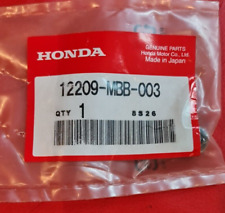 HONDA
GENUINE PARTS
Honda Motor Co., Ltd.
Made in Japan
12209-MBB-003
QTY 1 8S26